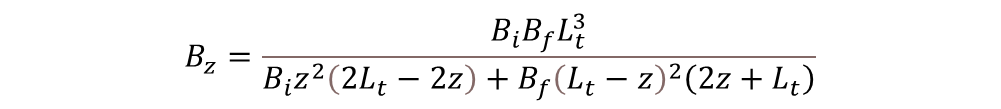 B_z = \frac{B_i B_f L_t^3}{B_i z^2(2L_t - 2z) + B_f(L_t - z)^2(2z + L_t)}